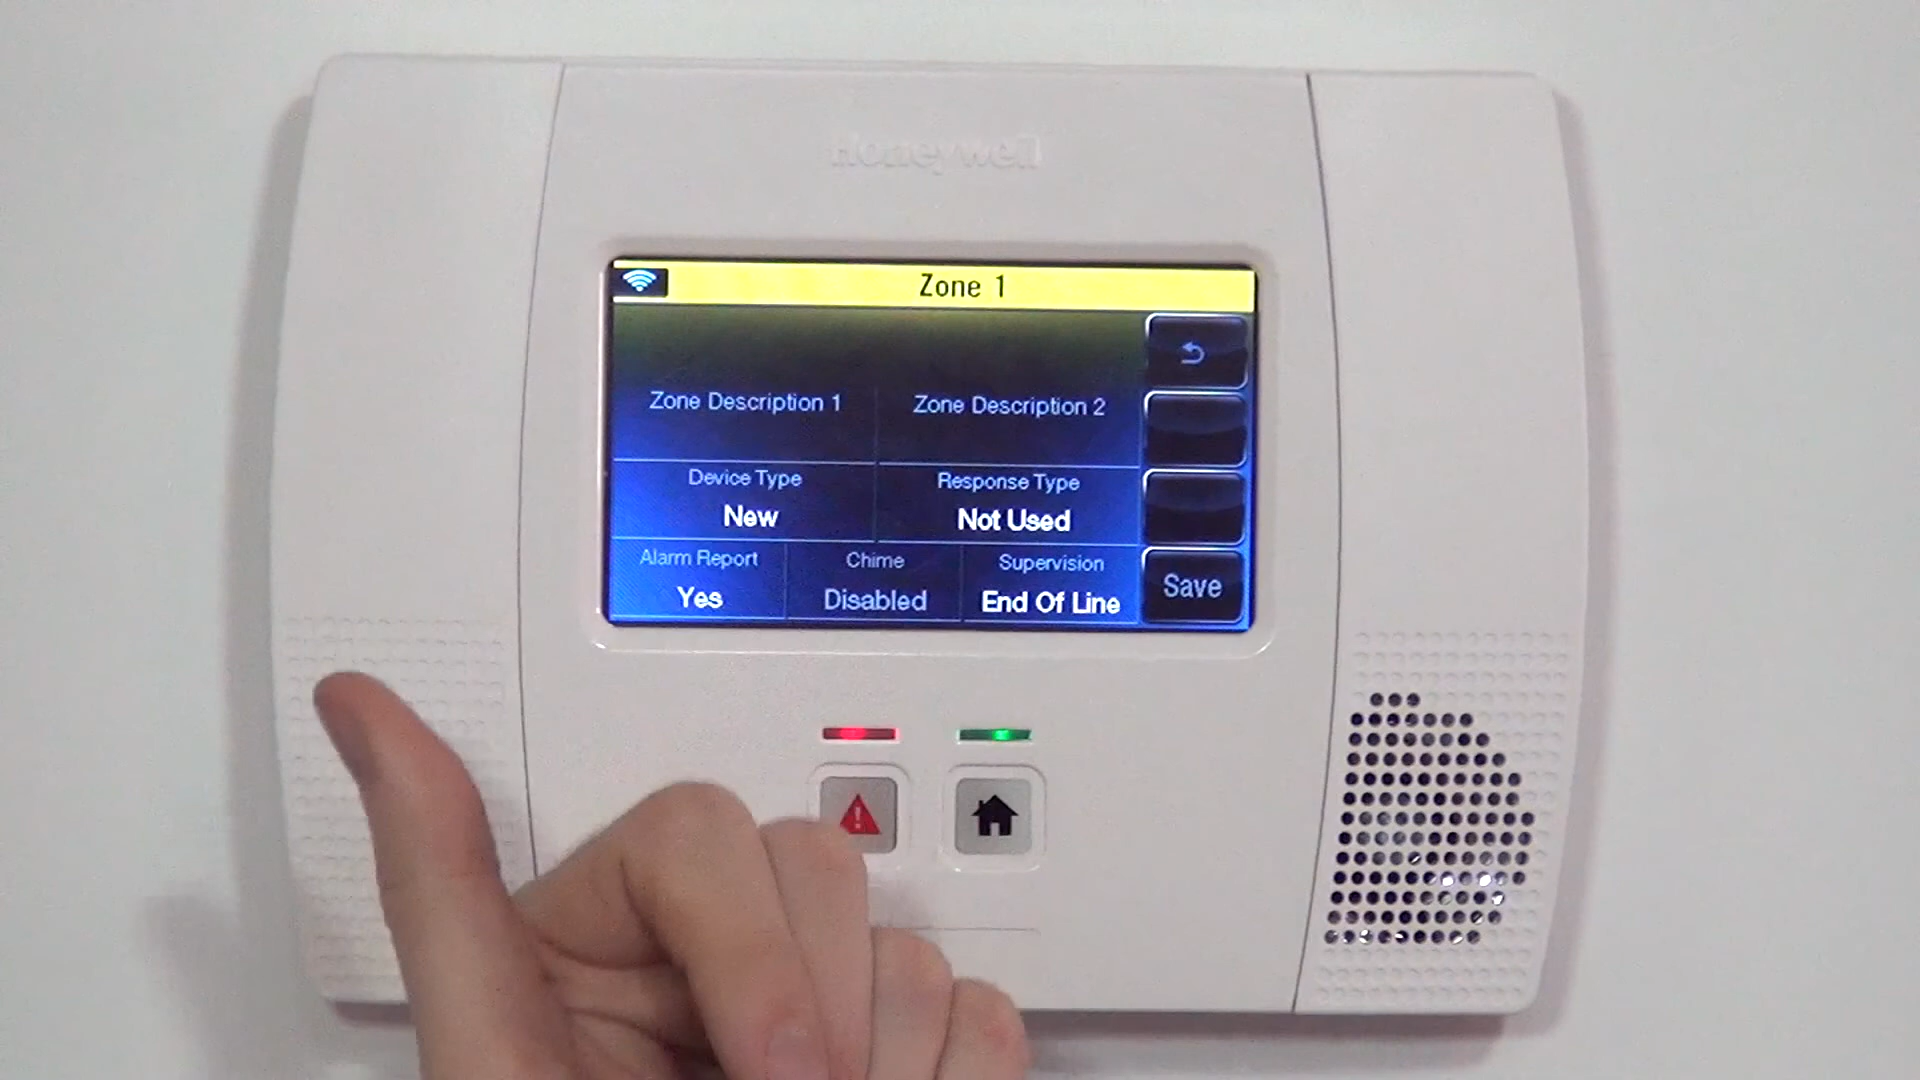 Honeywell
Zone 1
Zone Description 1
Zone Description 2
Device Type
New
Response Type
Not Used
Alarm Report
Yes
Chime
Disabled
Supervision
End Of Line
Save